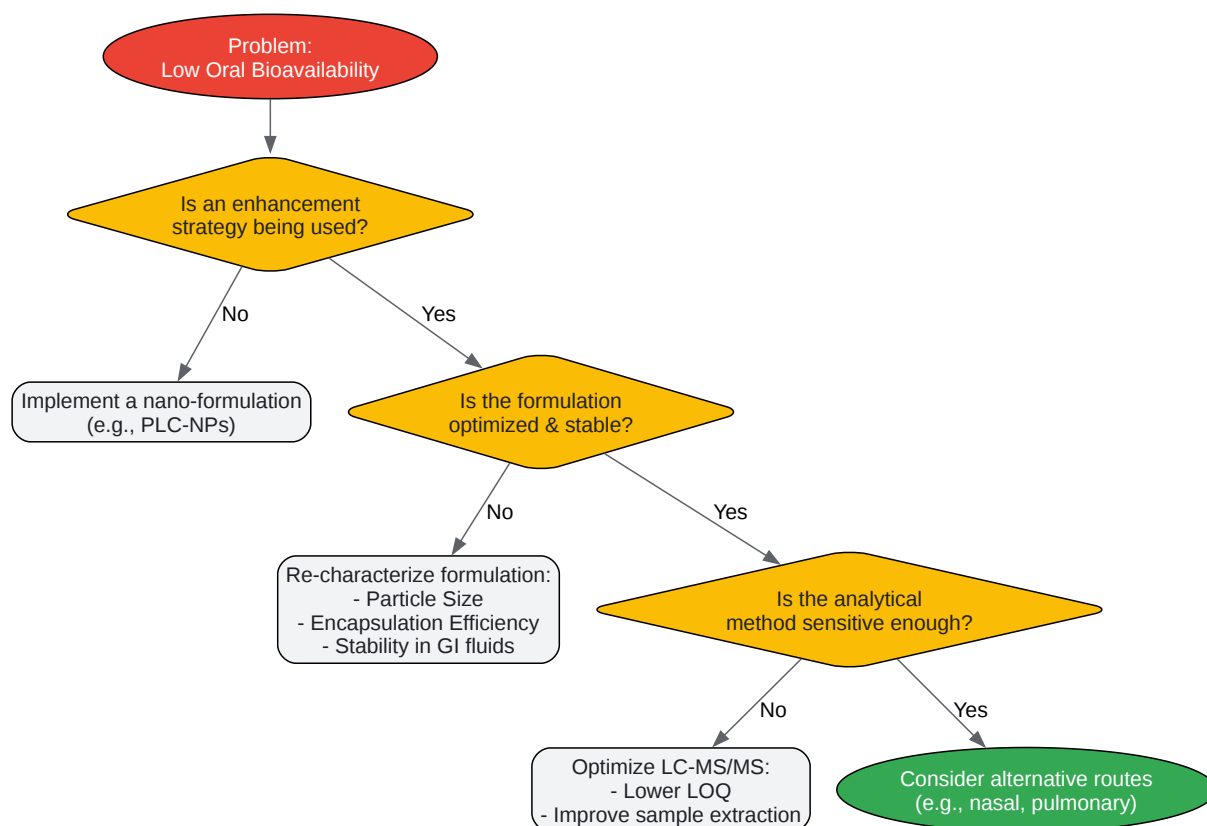 Problem:
Low Oral Bioavailability
Is an enhancement
strategy being used?
No
Yes
Implement a nano-formulation
(e.g., PLC-NPs)
Is the formulation
optimized & stable?
No
Yes
Re-characterize formulation:
- Particle Size
- Encapsulation Efficiency
- Stability in GI fluids
Is the analytical
method sensitive enough?
No
Yes
Optimize LC-MS/MS:
- Lower LOQ
- Improve sample extraction
Consider alternative routes
(e.g., nasal, pulmonary)